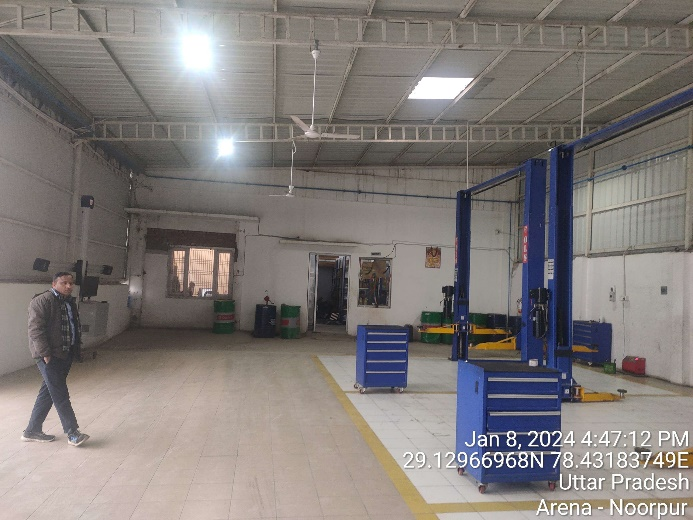 Jan 8, 2024 4:47:12 PM
29.12966968N 78.43183749E
Uttar Pradesh
Arena - Noorpur